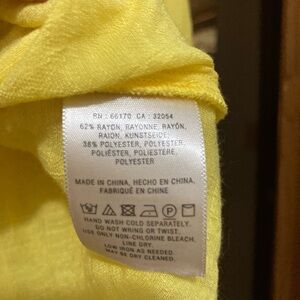 RN : 66170 CA : 32054
62% RAYON, RAYONNE, RAYÓN,
RAION, KUNSTSEIDE;
38% POLYESTER, POLYESTER,
POLIÉSTER, POLIESTERE,
POLYESTER
MADE IN CHINA, HECHO EN CHINA,
FABRIQUÉ EN CHINE
HAND WASH COLD SEPARATELY.
DO NOT WRING OR TWIST.
USE ONLY NON-CHLORINE BLEACH.
LINE DRY.
LOW IRON AS NEEDED.
MAY BE DRY CLEANED.